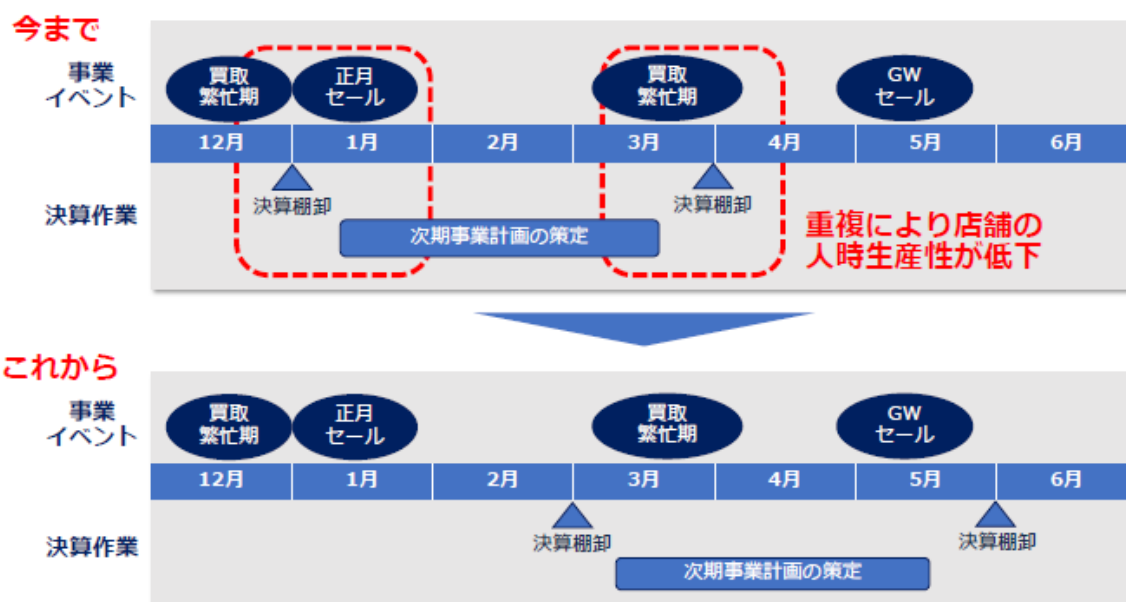 今まで
事業
イベント
買取
繁忙期
正月
セール
買取
繁忙期
GW
セール
12月
1月
2月
3月
4月
5月
6月
決算作業
決算棚卸
決算棚卸
次期事業計画の策定
重複により店舗の
人時生産性が低下
これから
事業
イベント
買取
繁忙期
正月
セール
買取
繁忙期
GW
セール
12月
1月
2月
3月
4月
5月
6月
決算作業
決算棚卸
決算棚卸
次期事業計画の策定